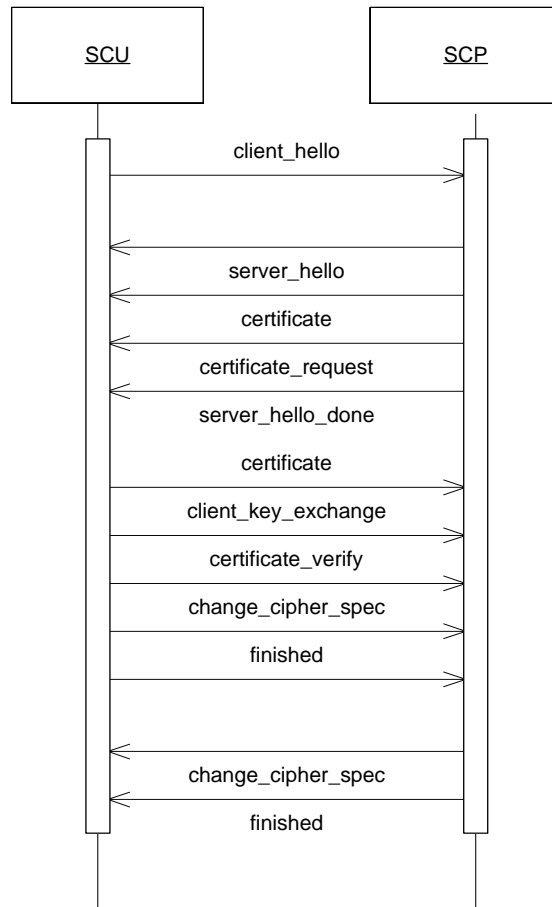 SCU
SCP
client_hello
server_hello
certificate
certificate_request
server_hello_done
certificate
client_key_exchange
certificate_verify
change_cipher_spec
finished
change_cipher_spec
finished